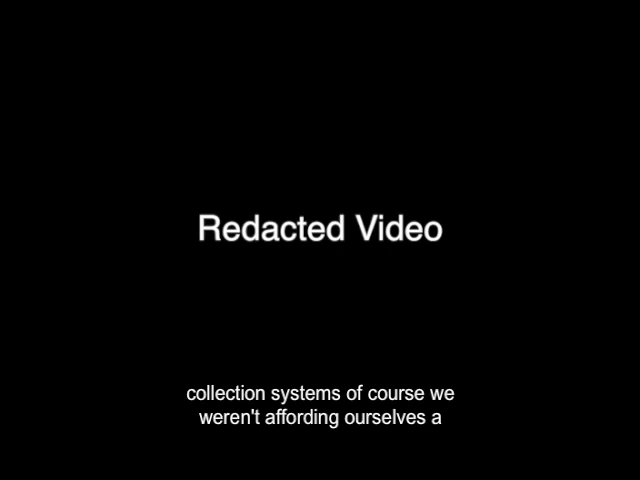 Redacted Video
collection systems of course we
weren't affording ourselves a